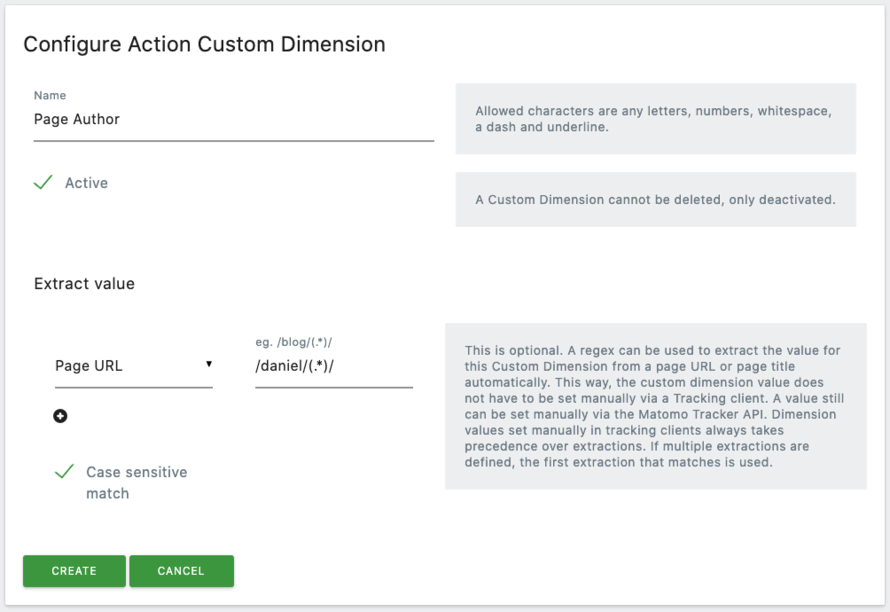 Configure Action Custom Dimension
Name
Page Author
Allowed characters are any letters, numbers, whitespace,
a dash and underline.
Active
A Custom Dimension cannot be deleted, only deactivated.
Extract value
Page URL
eg. /blog/(.*)/
/daniel/(.*)/
This is optional. A regex can be used to extract the value for
this Custom Dimension from a page URL or page title
automatically. This way, the custom dimension value does
not have to be set manually via a Tracking client. A value still
can be set manually via the Matomo Tracker API. Dimension
values set manually in tracking clients always takes
precedence over extractions. If multiple extractions are
defined, the first extraction that matches is used.
Case sensitive
match
CREATE
CANCEL